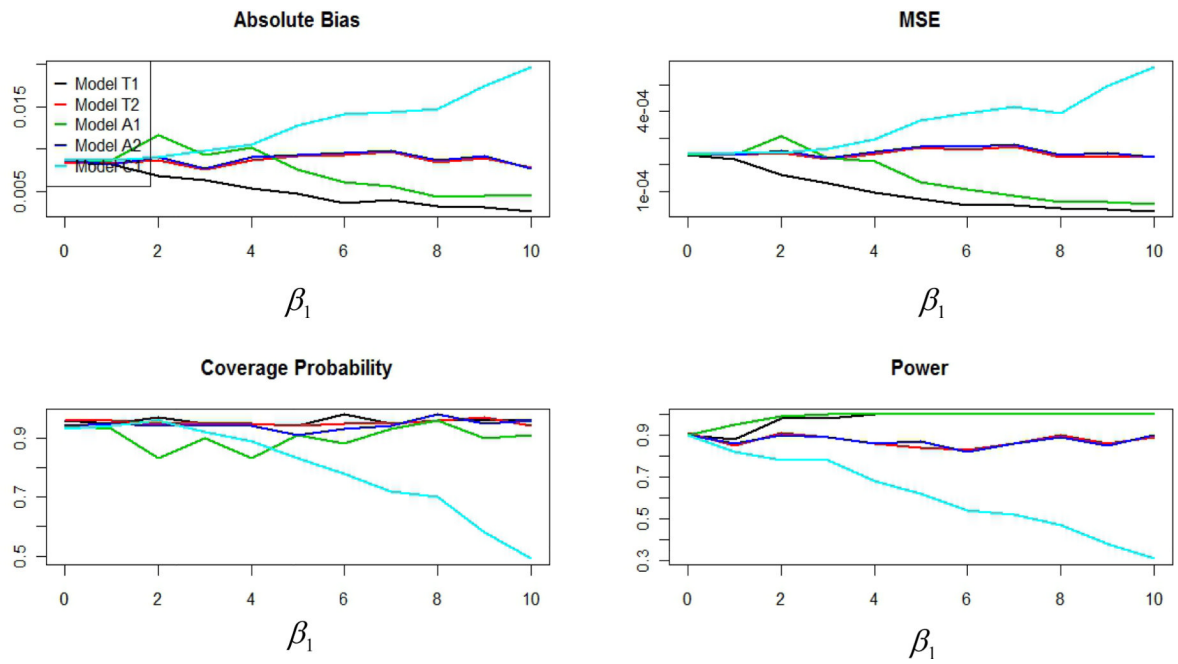 Absolute Bias
0.015
0.005
Model T1
Model T2
Model A1
Model A2
0 2 4 6 8 10
β1
MSE
4e-04
1e-04
0 2 4 6 8 10
β1
Coverage Probability
0.9
0.7
0.5
0 2 4 6 8 10
β1
Power
0.9
0.7
0.5
0.3
0 2 4 6 8 10
β1